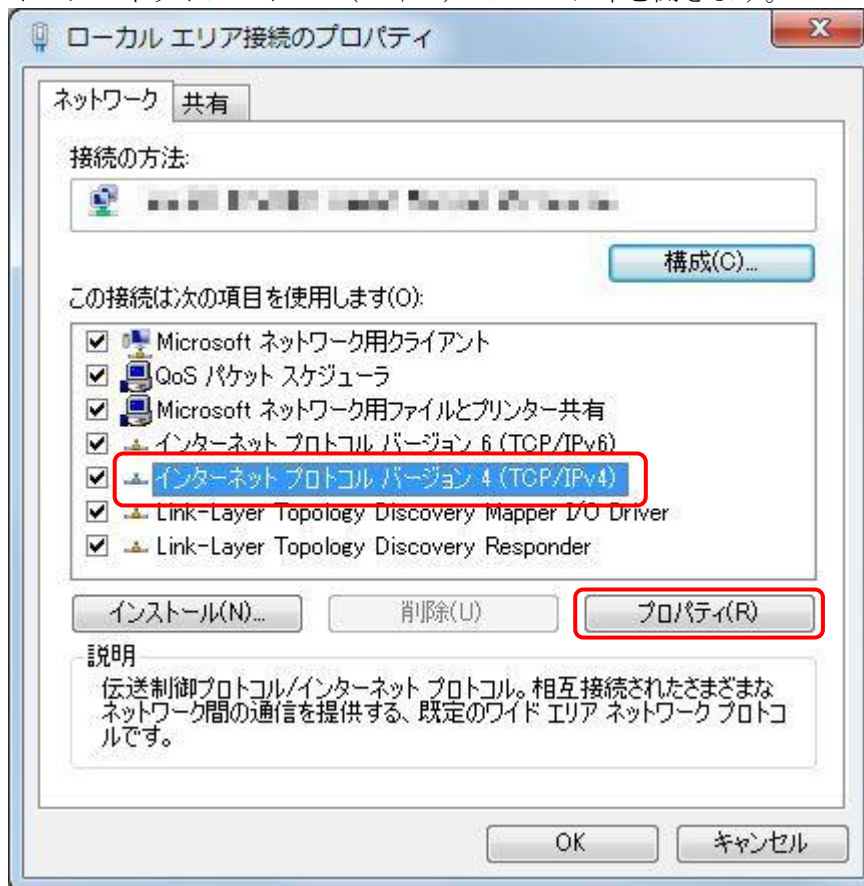 ローカル エリア接続のプロパティ
ネットワーク 共有
接続の方法:
構成(C)...
この接続は次の項目を使用します(O):
Microsoft ネットワーク用クライアント
QoS パケット スケジューラ
Microsoft ネットワーク用ファイルとプリンター共有
インターネット プロトコル バージョン 6 (TCP/IPv6)
インターネット プロトコル バージョン 4 (TCP/IPv4)
Link-Layer Topology Discovery Mapper I/O Driver
Link-Layer Topology Discovery Responder
インストール(N)... 削除(U) プロパティ(R)
説明
伝送制御プロトコル/インターネット プロトコル。相互接続されたさまざまな
ネットワーク間の通信を提供する、既定のワイド エリア ネットワーク プロトコ
ルです。
OK キャンセル